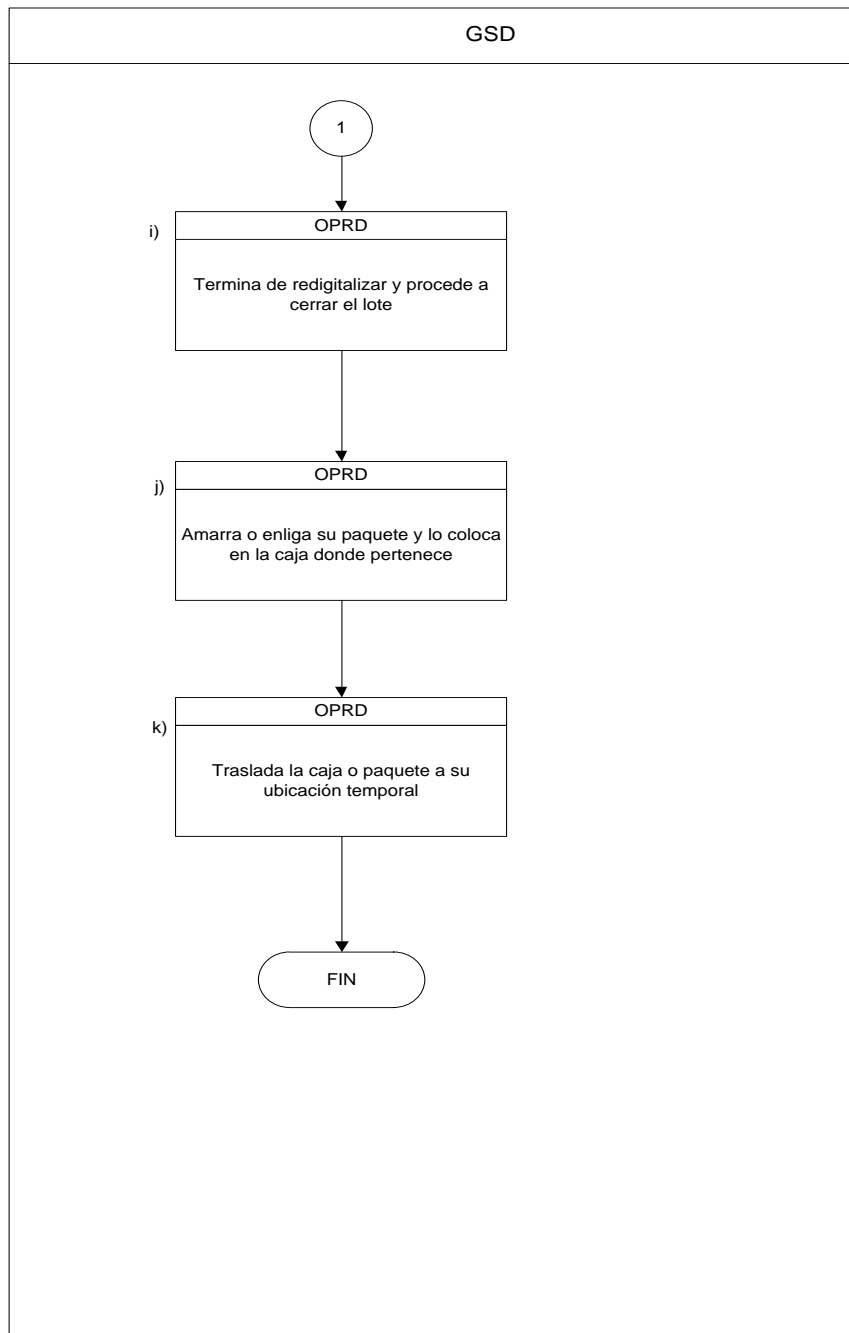 GSD
1
i)
OPRD
Termina de redigitalizar y procede a
cerrar el lote
j)
OPRD
Amarra o enliga su paquete y lo coloca
en la caja donde pertenece
k)
OPRD
Traslada la caja o paquete a su
ubicación temporal
FIN